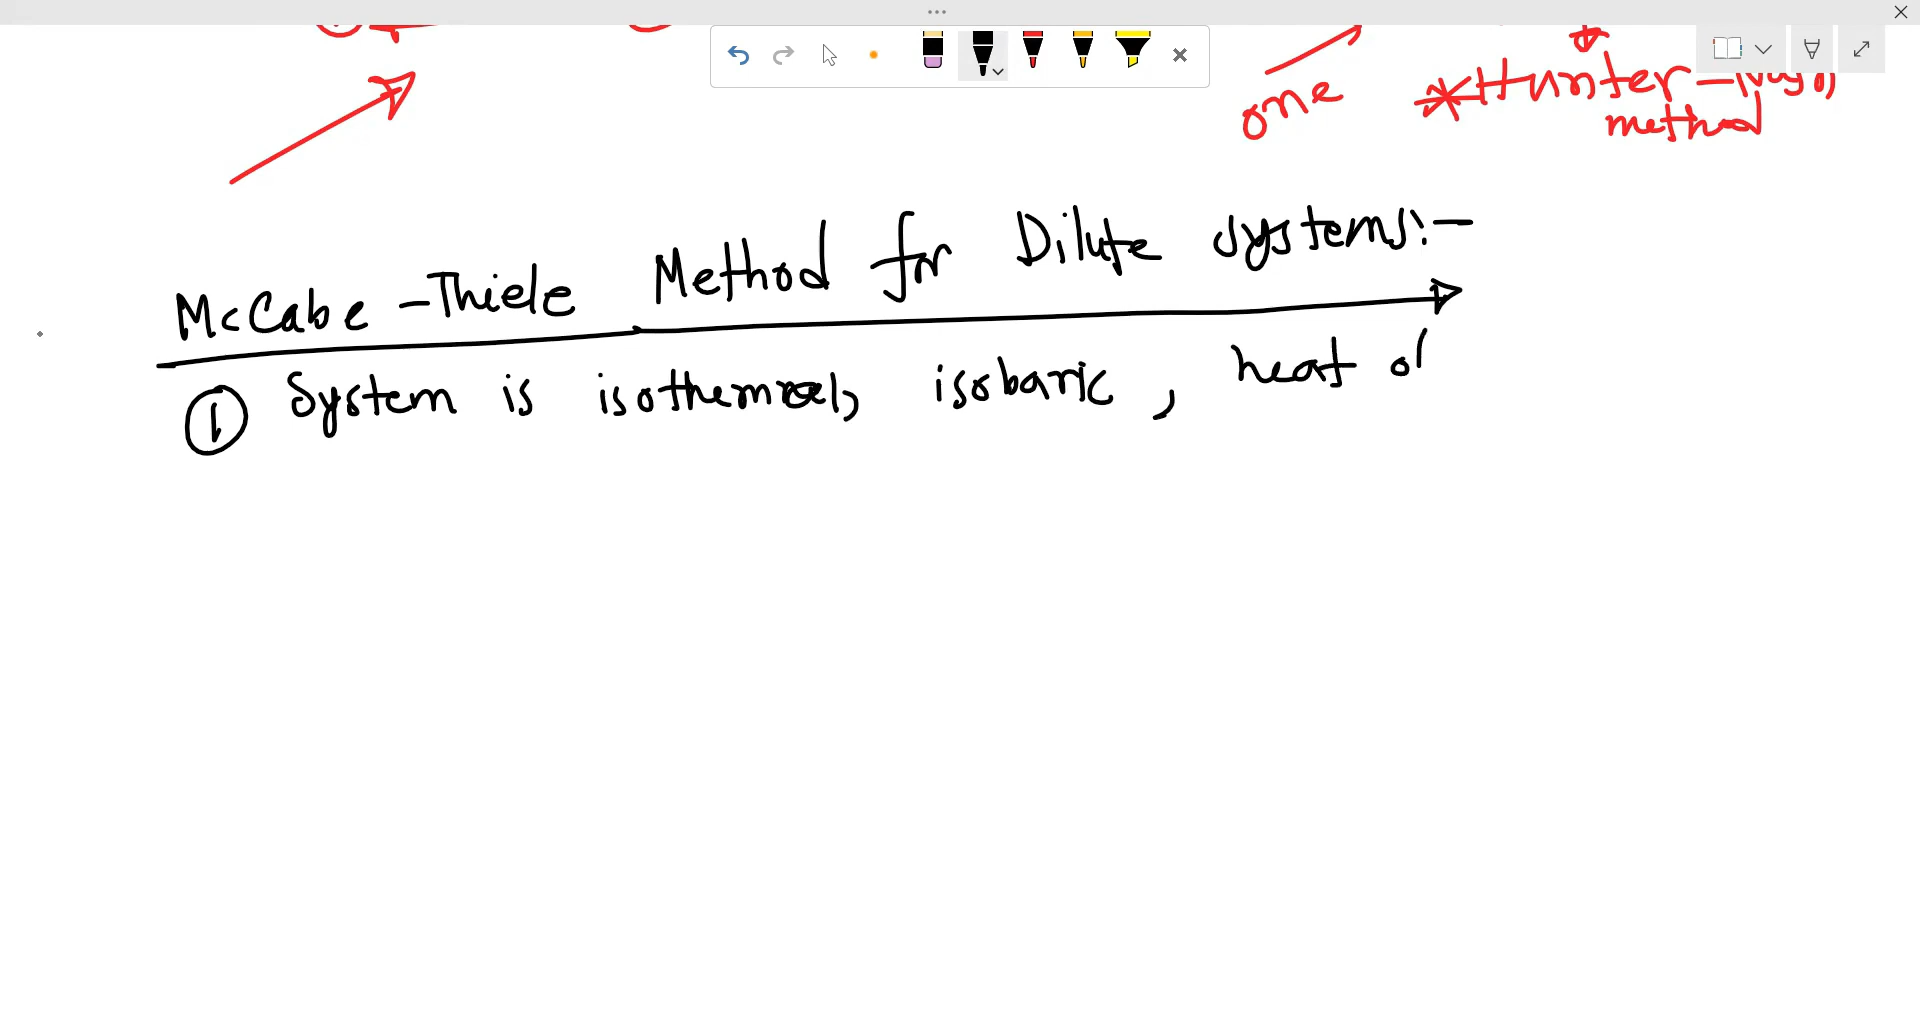 one
*Hunter-
method
McCabe -Thiele Method for Dilute systems:-
① System is isothermal, isobaric, heat of